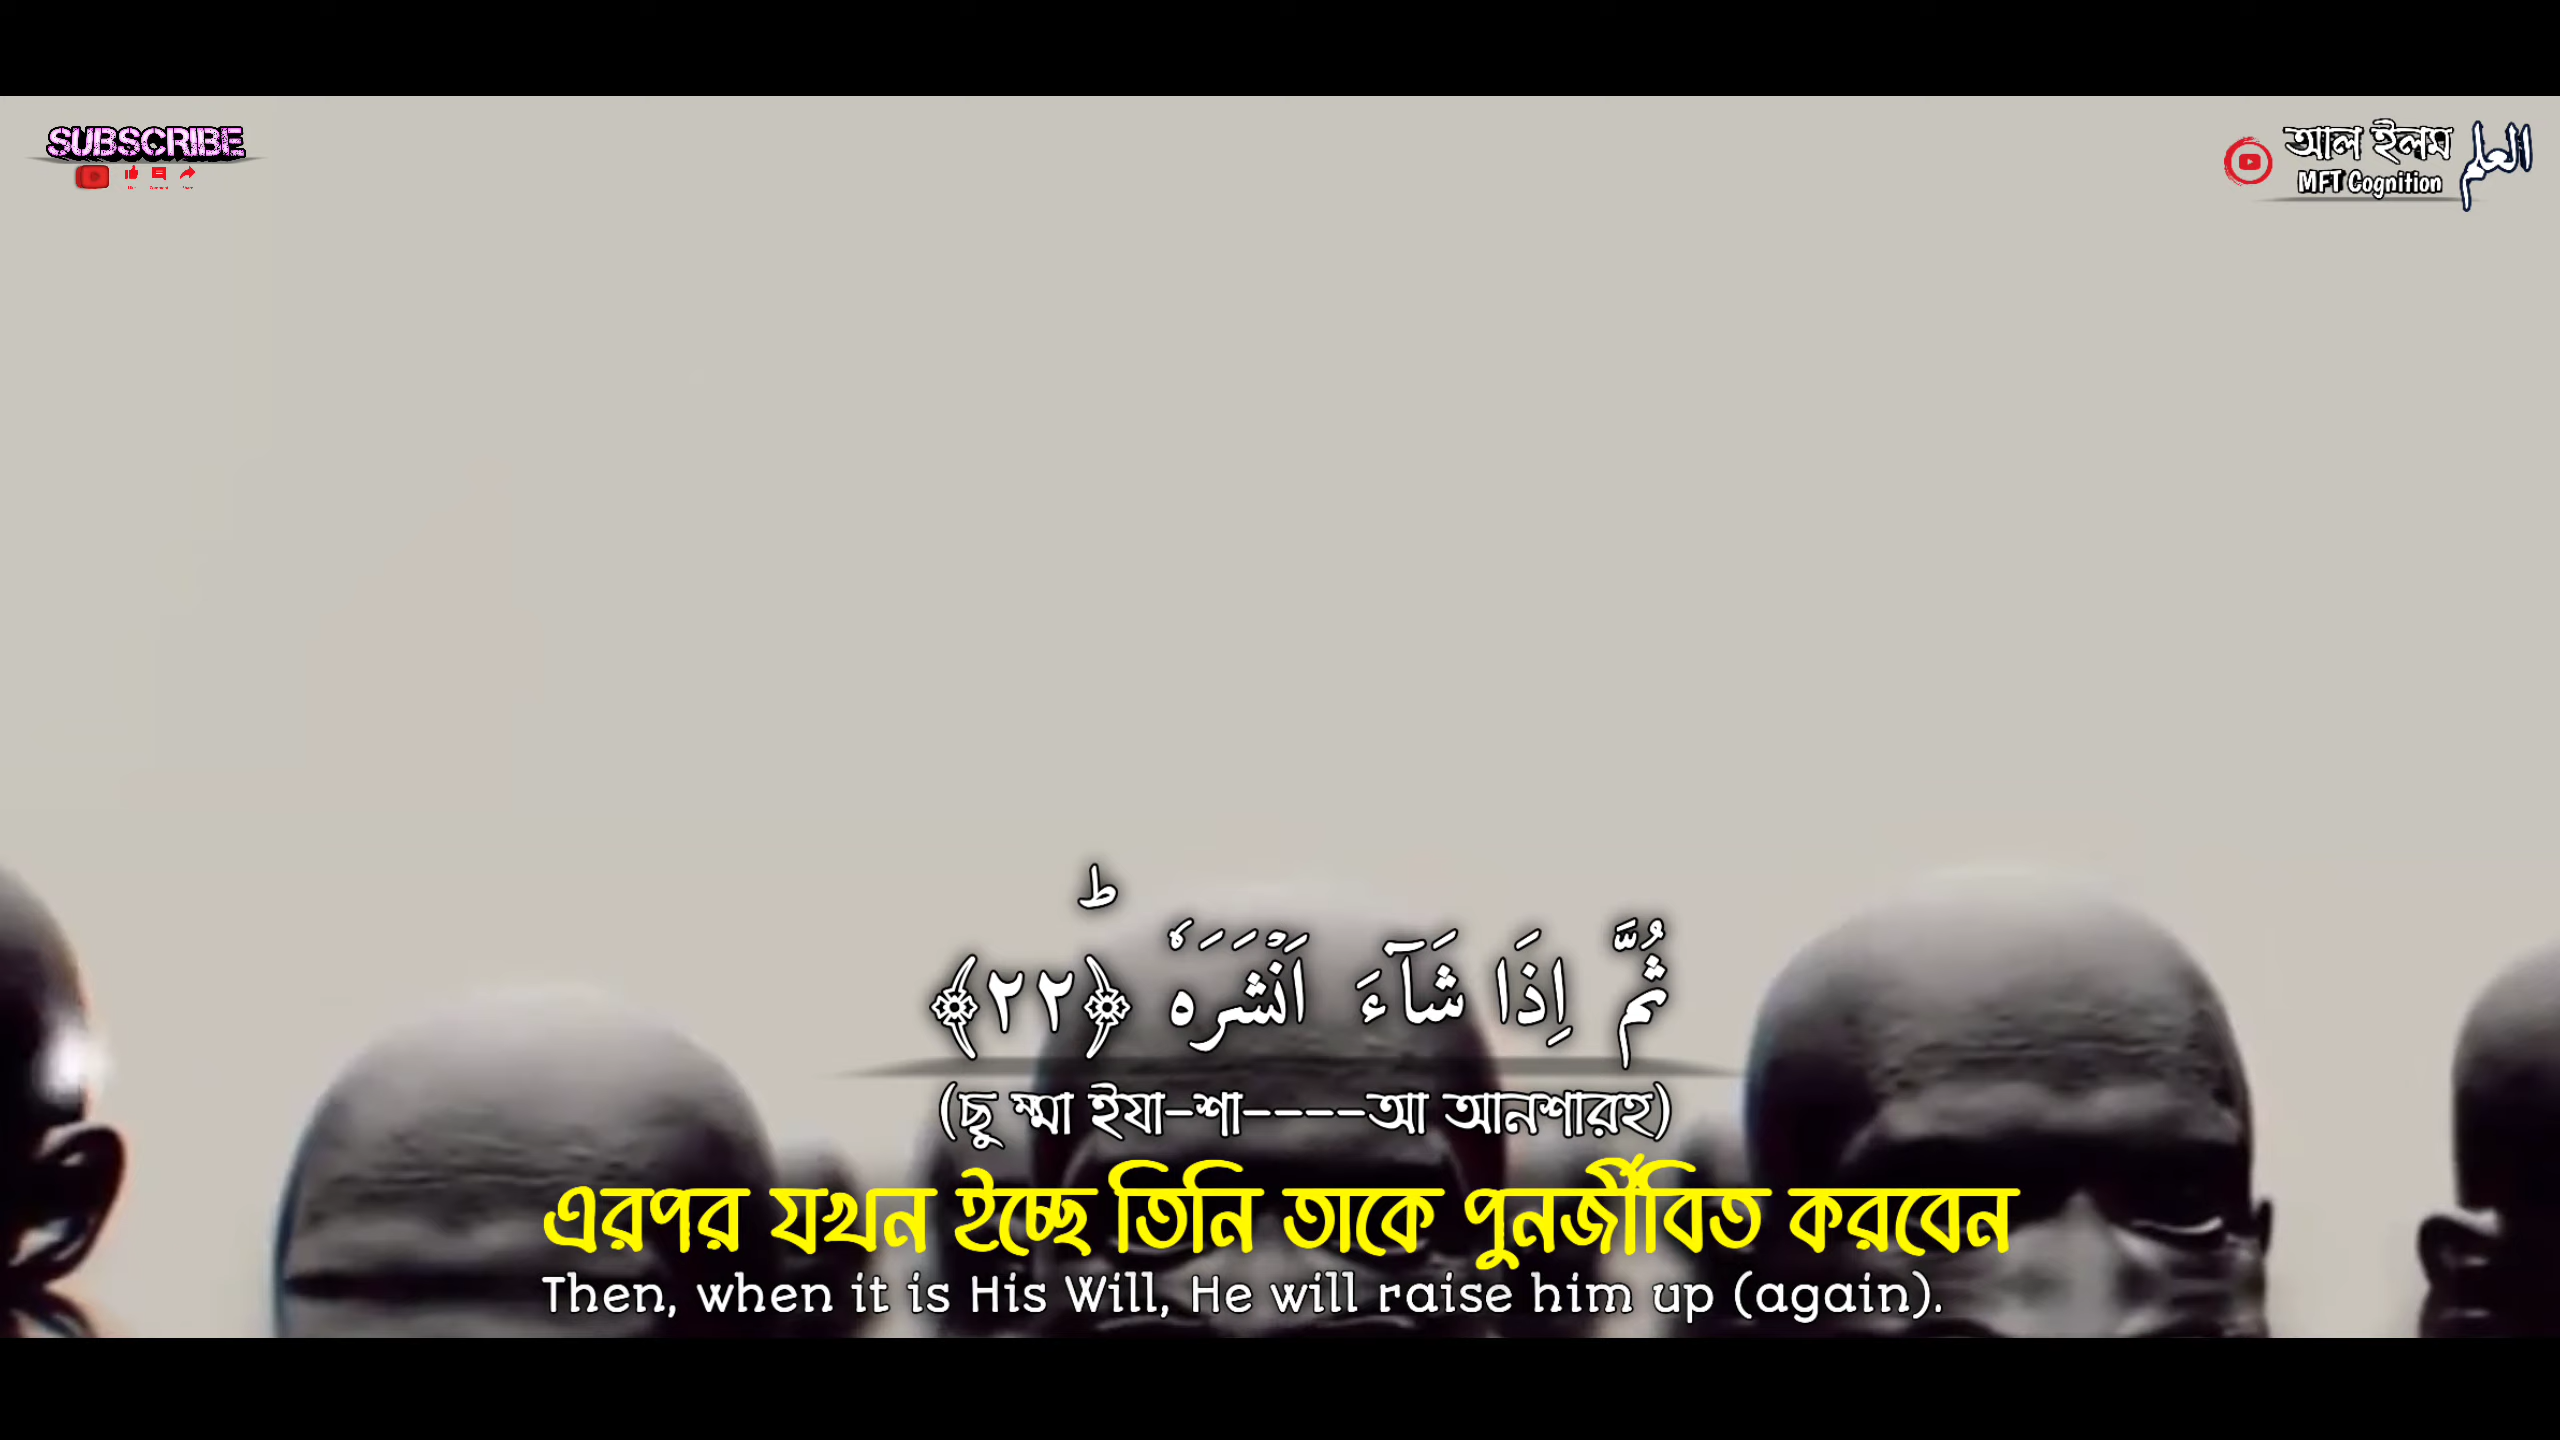 SUBSCRIBE
আল ইলম
MFT Cognition
العلم
ثُمَّ اِذَا شَآءَ اَنْشَرَهٗ ﴿٢٢﴾ؕ
(ছু ম্মা ইযা-শা----আ আনশারহ)
এরপর যখন ইচ্ছে তিনি তাকে পুনর্জীবিত করবেন
Then, when it is His Will, He will raise him up (again).